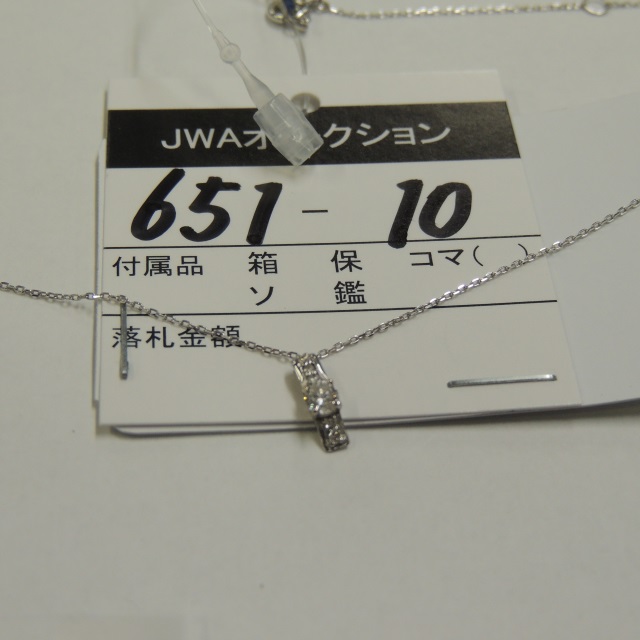 JWAオークション
651-10
付属品 箱 保 コマ( )
ソ 鑑
落札金額